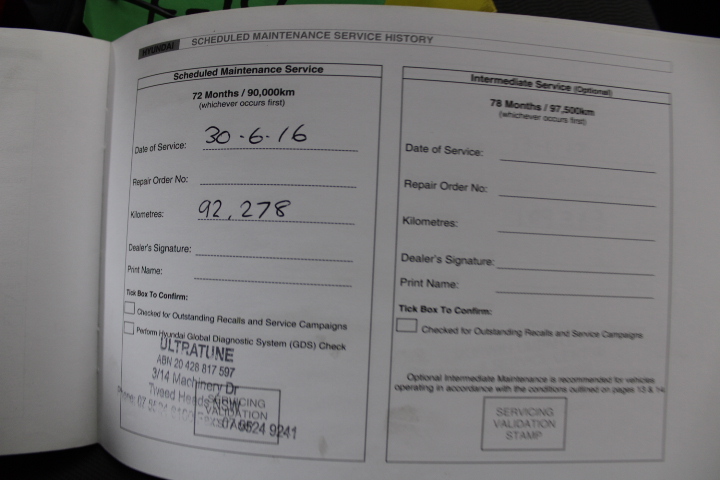 HYUNDAI SCHEDULED MAINTENANCE SERVICE HISTORY
Scheduled Maintenance Service
72 Months / 90,000km
(whichever occurs first)
Date of Service: 30-6-16
Repair Order No:
Kilometres: 92,278
Dealer's Signature:
Print Name:
Tick Box To Confirm:
Checked for Outstanding Recalls and Service Campaigns
Perform Hyundai Global Diagnostic System (GDS) Check
ULTRATUNE
ABN 20 428 817 597
3/14 Machinery Dr
Tweed Heads NSW
Phone: 07
07 5524 9241
SERVICING
VALIDATION
STAMP
Intermediate Service (Optional)
78 Months / 97,500km
(whichever occurs first)
Date of Service:
Repair Order No:
Kilometres:
Dealer's Signature:
Print Name:
Tick Box To Confirm:
Checked for Outstanding Recalls and Service Campaigns
Optional Intermediate Maintenance is recommended for vehicles
operating in accordance with the conditions outlined on pages 13 & 14
SERVICING
VALIDATION
STAMP